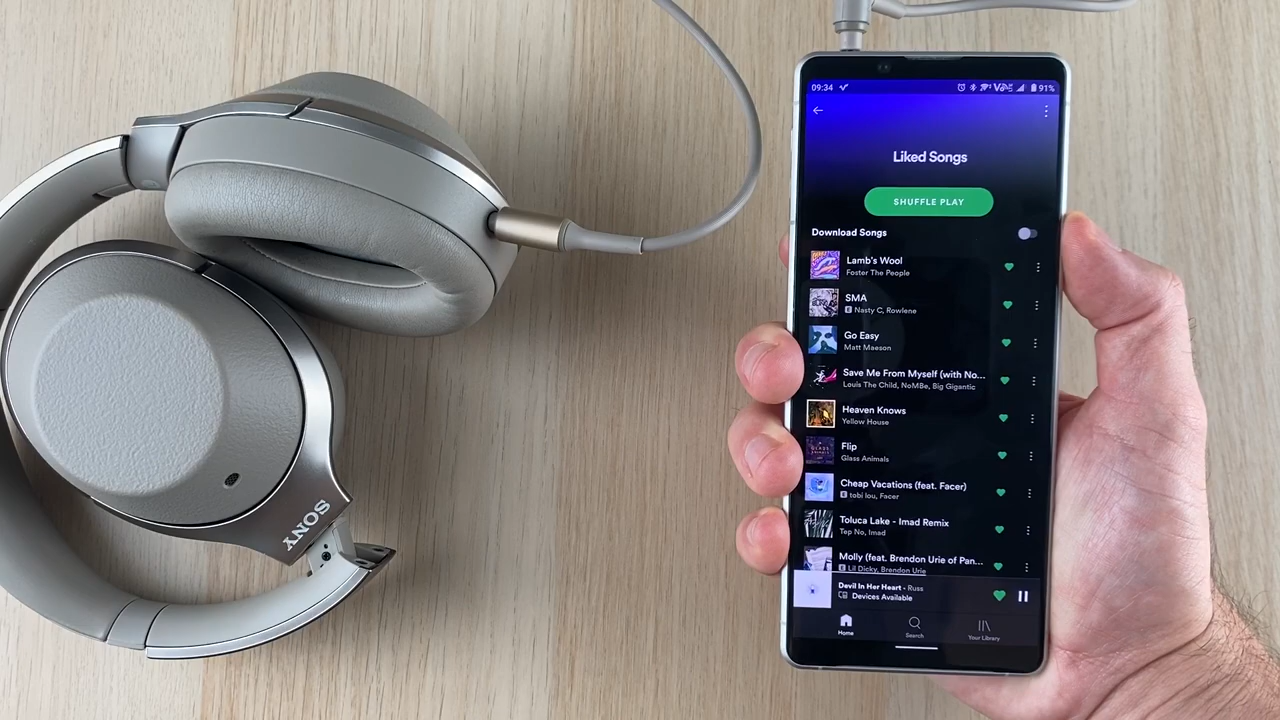 09:34
91%
Liked Songs
SHUFFLE PLAY
Download Songs
Lamb's Wool
Foster The People
SMA
E Nasty C, Rowlene
Go Easy
Matt Maeson
Save Me From Myself (with No...
Louis The Child, NoMBe, Big Gigantic
Heaven Knows
Yellow House
Flip
Glass Animals
Cheap Vacations (feat. Facer)
E tobi lou, Facer
Toluca Lake - Imad Remix
Tep No, Imad
Molly (feat. Brendon Urie of Pan...
E Lil Dicky, Brendon Urie
Devil In Her Heart - Russ
Devices Available
Home
Search
Your Library
SONY